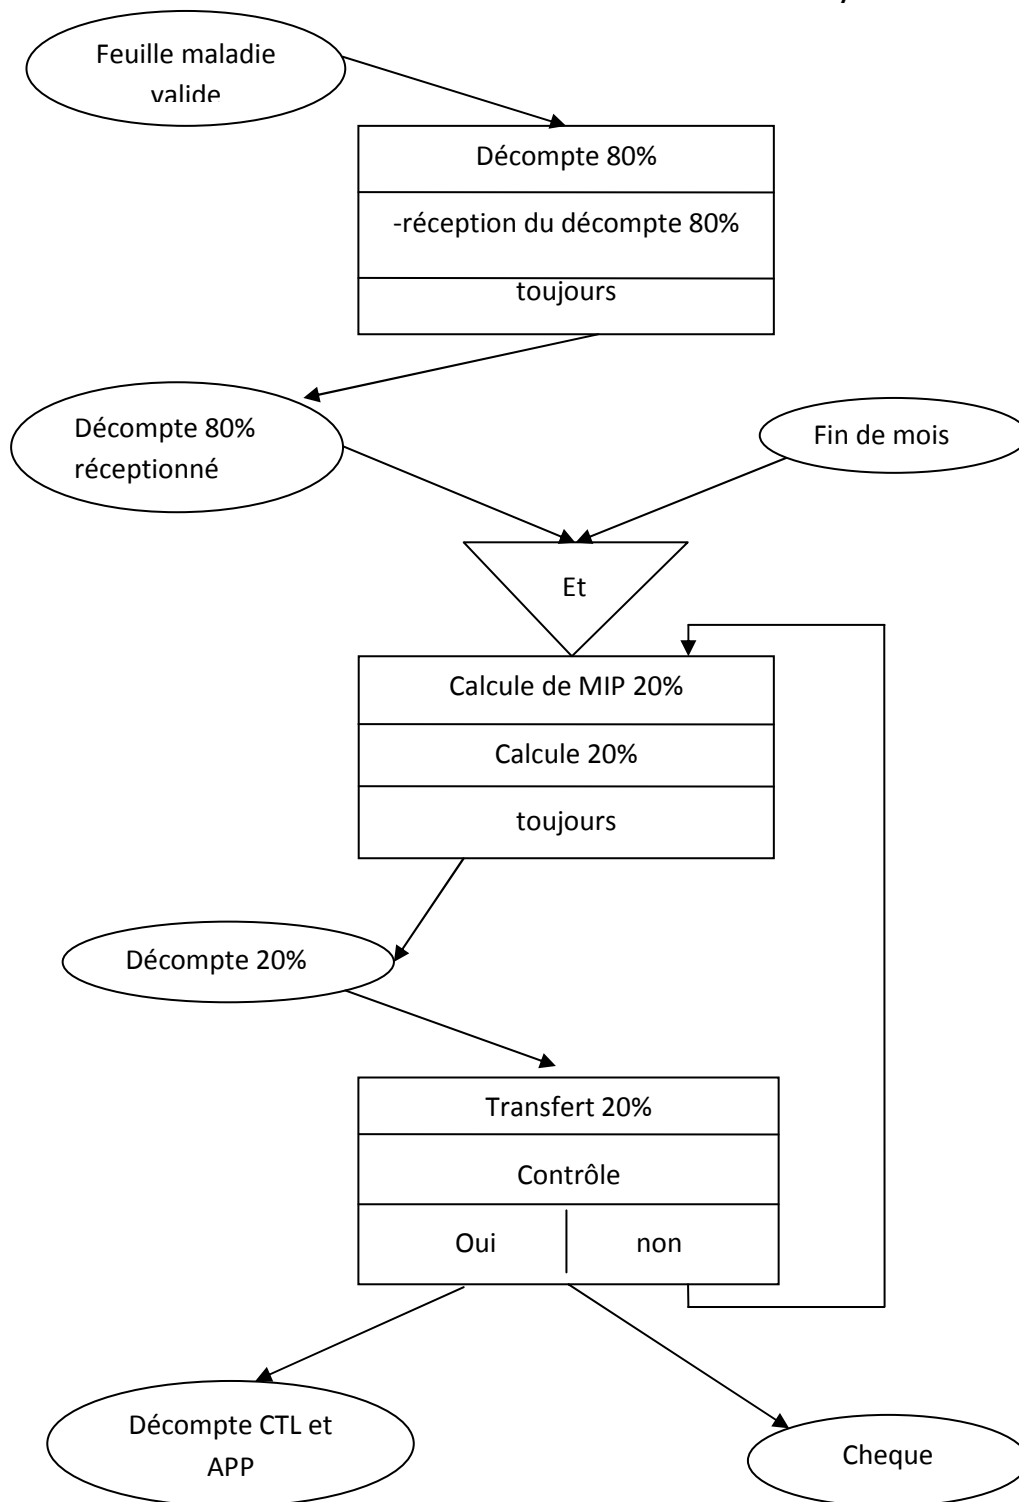 Feuille maladie
valide
Décompte 80%
-réception du décompte 80%
toujours
Décompte 80%
réceptionné
Fin de mois
Et
Calcule de MIP 20%
Calcule 20%
toujours
Décompte 20%
Transfert 20%
Contrôle
Oui
non
Décompte CTL et
APP
Cheque